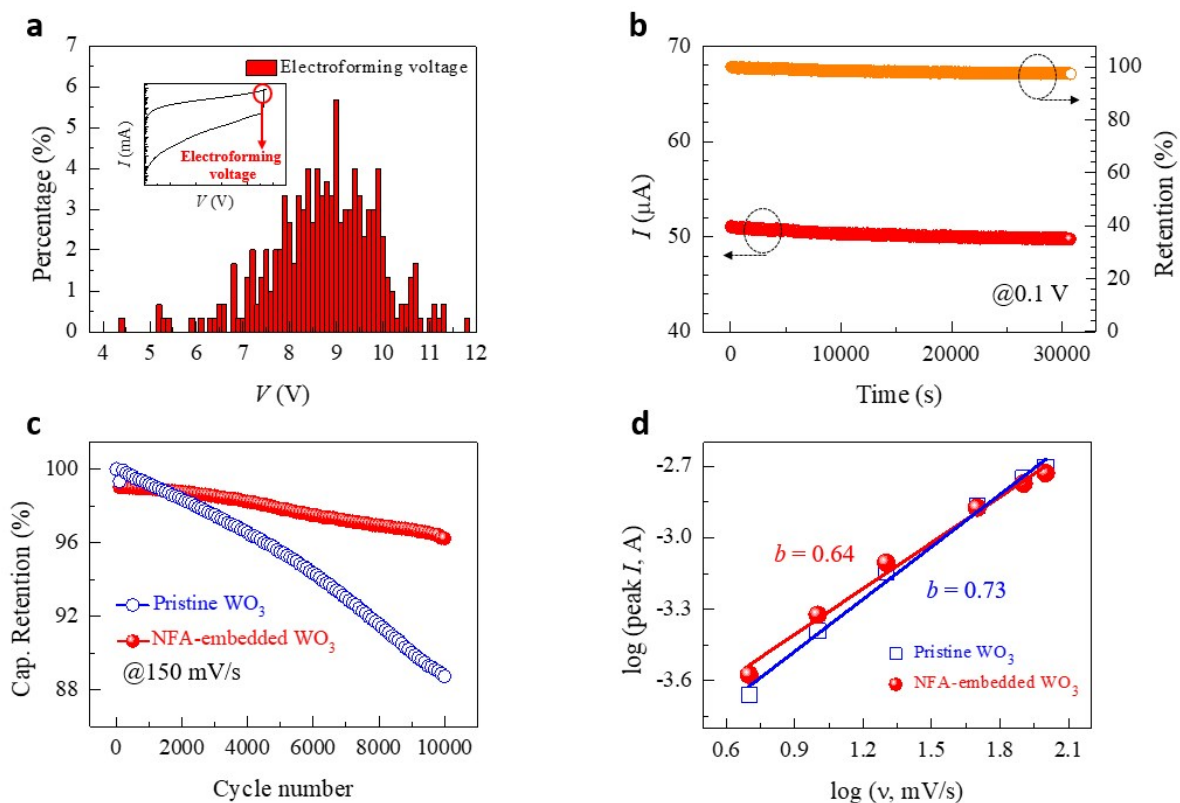 a
7
6
5
4
3
2
1
0
Percentage (%)
4 5 6 7 8 9 10 11 12
V (V)
Electroforming voltage
I (mA)
Electroforming
voltage
V (V)
b
70
60
50
40
I (μA)
100
80
60
40
20
0
Retention (%)
@0.1 V
0 10000 20000 30000
Time (s)
c
100
96
92
88
Cap. Retention (%)
Pristine WO₃
NFA-embedded WO₃
@150 mV/s
0 2000 4000 6000 8000 10000
Cycle number
d
-2.7
-3.0
-3.3
-3.6
log (peak I, A)
b = 0.64
b = 0.73
Pristine WO₃
NFA-embedded WO₃
0.6 0.9 1.2 1.5 1.8 2.1
log (ν, mV/s)